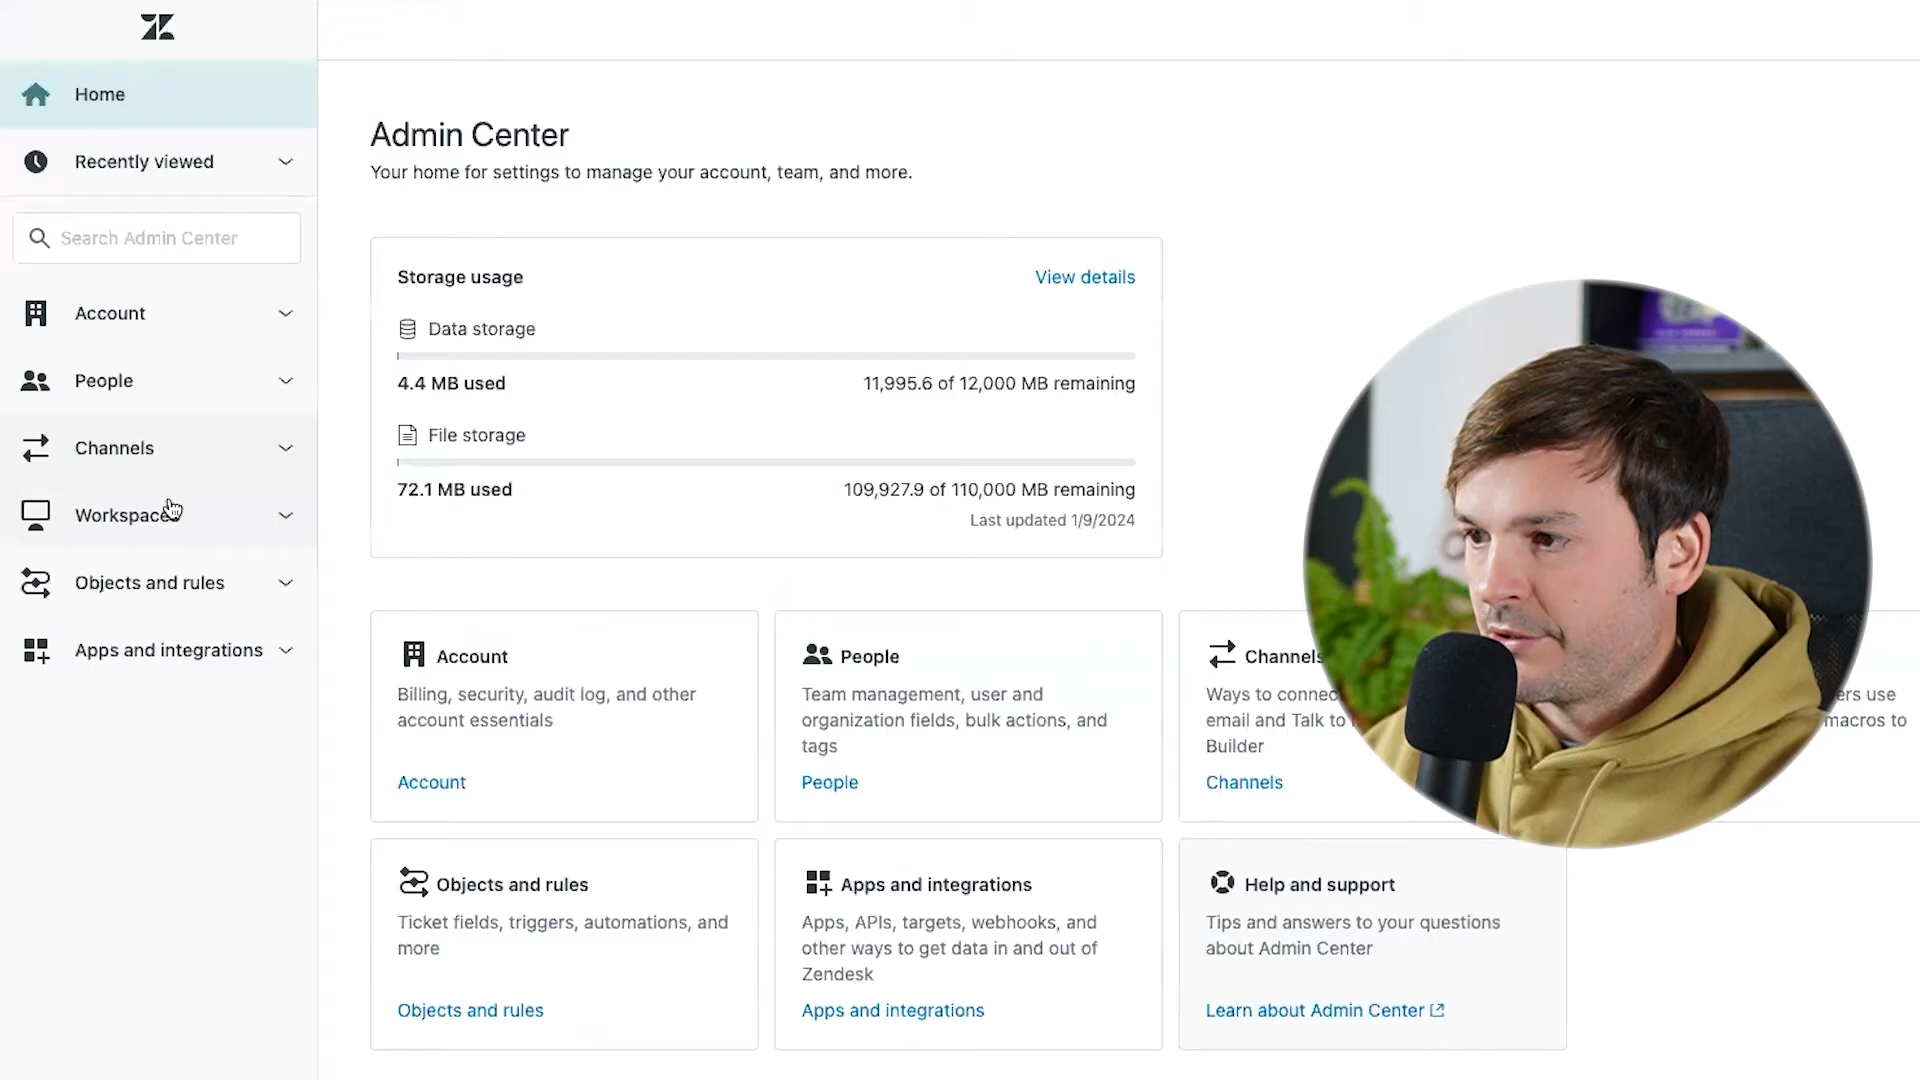 Home
Recently viewed
Search Admin Center
Account
People
Channels
Workspaces
Objects and rules
Apps and integrations
Admin Center
Your home for settings to manage your account, team, and more.
Storage usage
View details
Data storage
4.4 MB used
11,995.6 of 12,000 MB remaining
File storage
72.1 MB used
109,927.9 of 110,000 MB remaining
Last updated 1/9/2024
Account
Billing, security, audit log, and other
account essentials
Account
People
Team management, user and
organization fields, bulk actions, and
tags
People
Channels
Ways to connec
email and Talk to
Builder
Channels
ers use
macros to
Objects and rules
Ticket fields, triggers, automations, and
more
Objects and rules
Apps and integrations
Apps, APIs, targets, webhooks, and
other ways to get data in and out of
Zendesk
Apps and integrations
Help and support
Tips and answers to your questions
about Admin Center
Learn about Admin Center